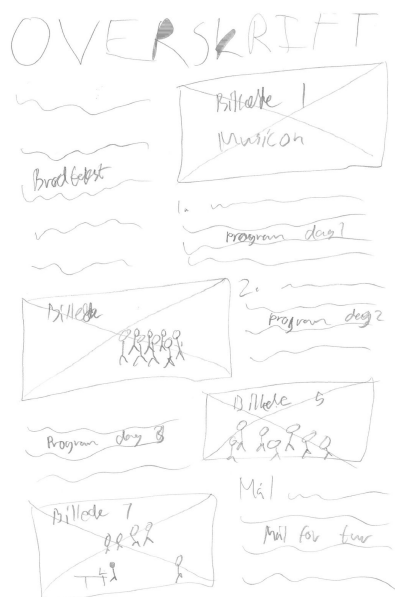 OVERSKRIFT
Billede 1
Musicon
Brødtekst
1.
Program dag 1
2.
Program dag 2
Billede
Billede 5
Program dag 3
Mål
Mål for tur
Billede 7